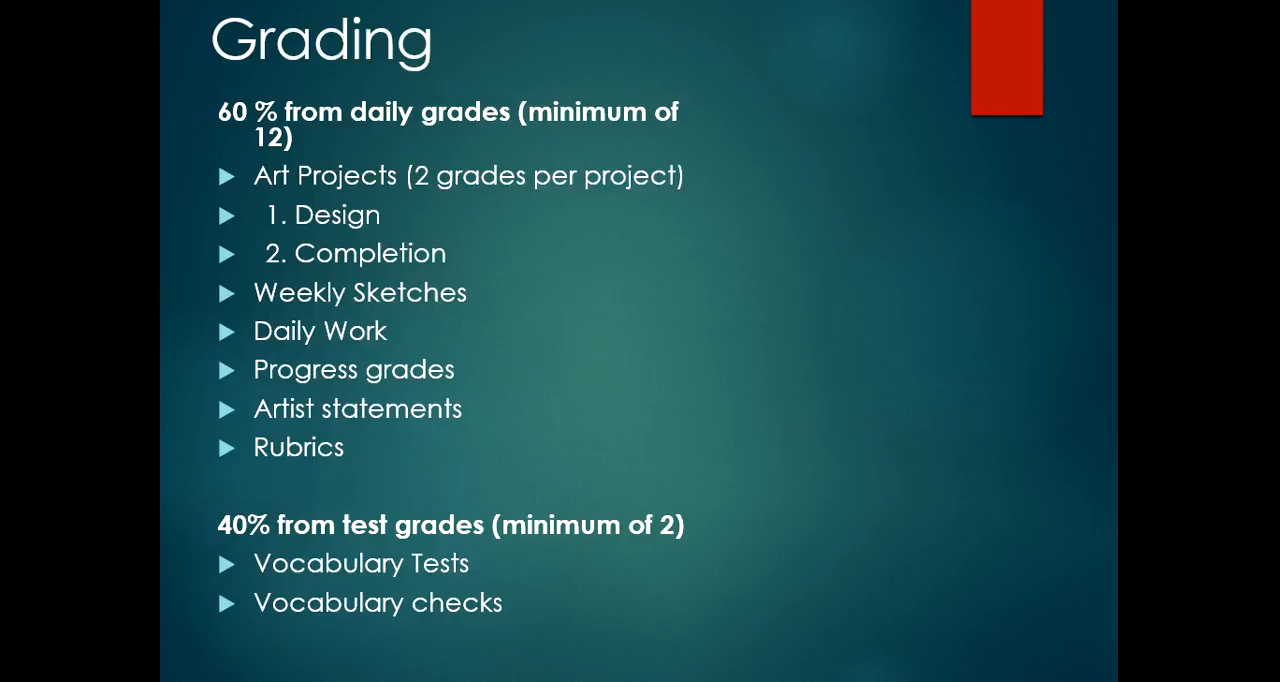 Grading
60 % from daily grades (minimum of
12)
Art Projects (2 grades per project)
1. Design
2. Completion
Weekly Sketches
Daily Work
Progress grades
Artist statements
Rubrics
40% from test grades (minimum of 2)
Vocabulary Tests
Vocabulary checks